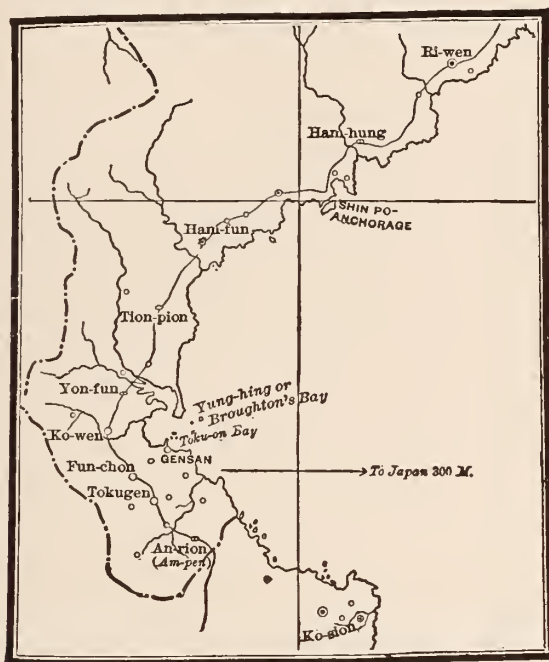 Ri-wen
Ham-hung
SHIN PO-
ANCHORAGE
Ham-fun
Tion-pion
Yung-hing or
Broughton's Bay
Yon-fun
Toku-on Bay
Ko-wen
GENSAN
To Japan 300 M.
Fun-chon
Tokugen
An-rion
(Am-pen)
Ko-sion